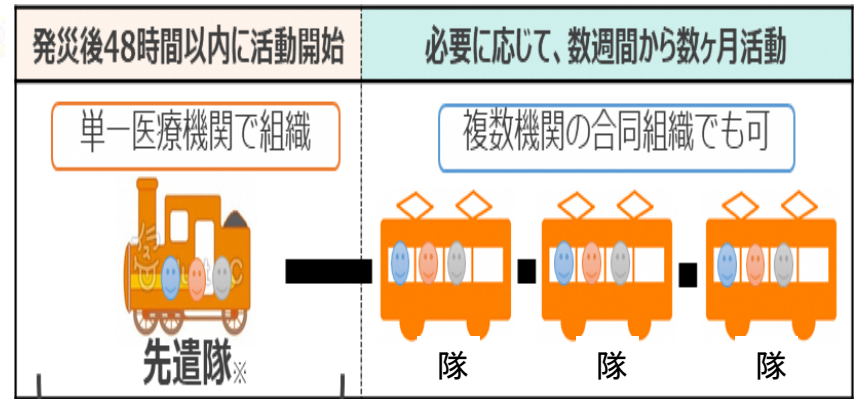 発災後48時間以内に活動開始
必要に応じて、数週間から数ヶ月活動
単一医療機関で組織
複数機関の合同組織でも可
先遣隊※
隊
隊
隊